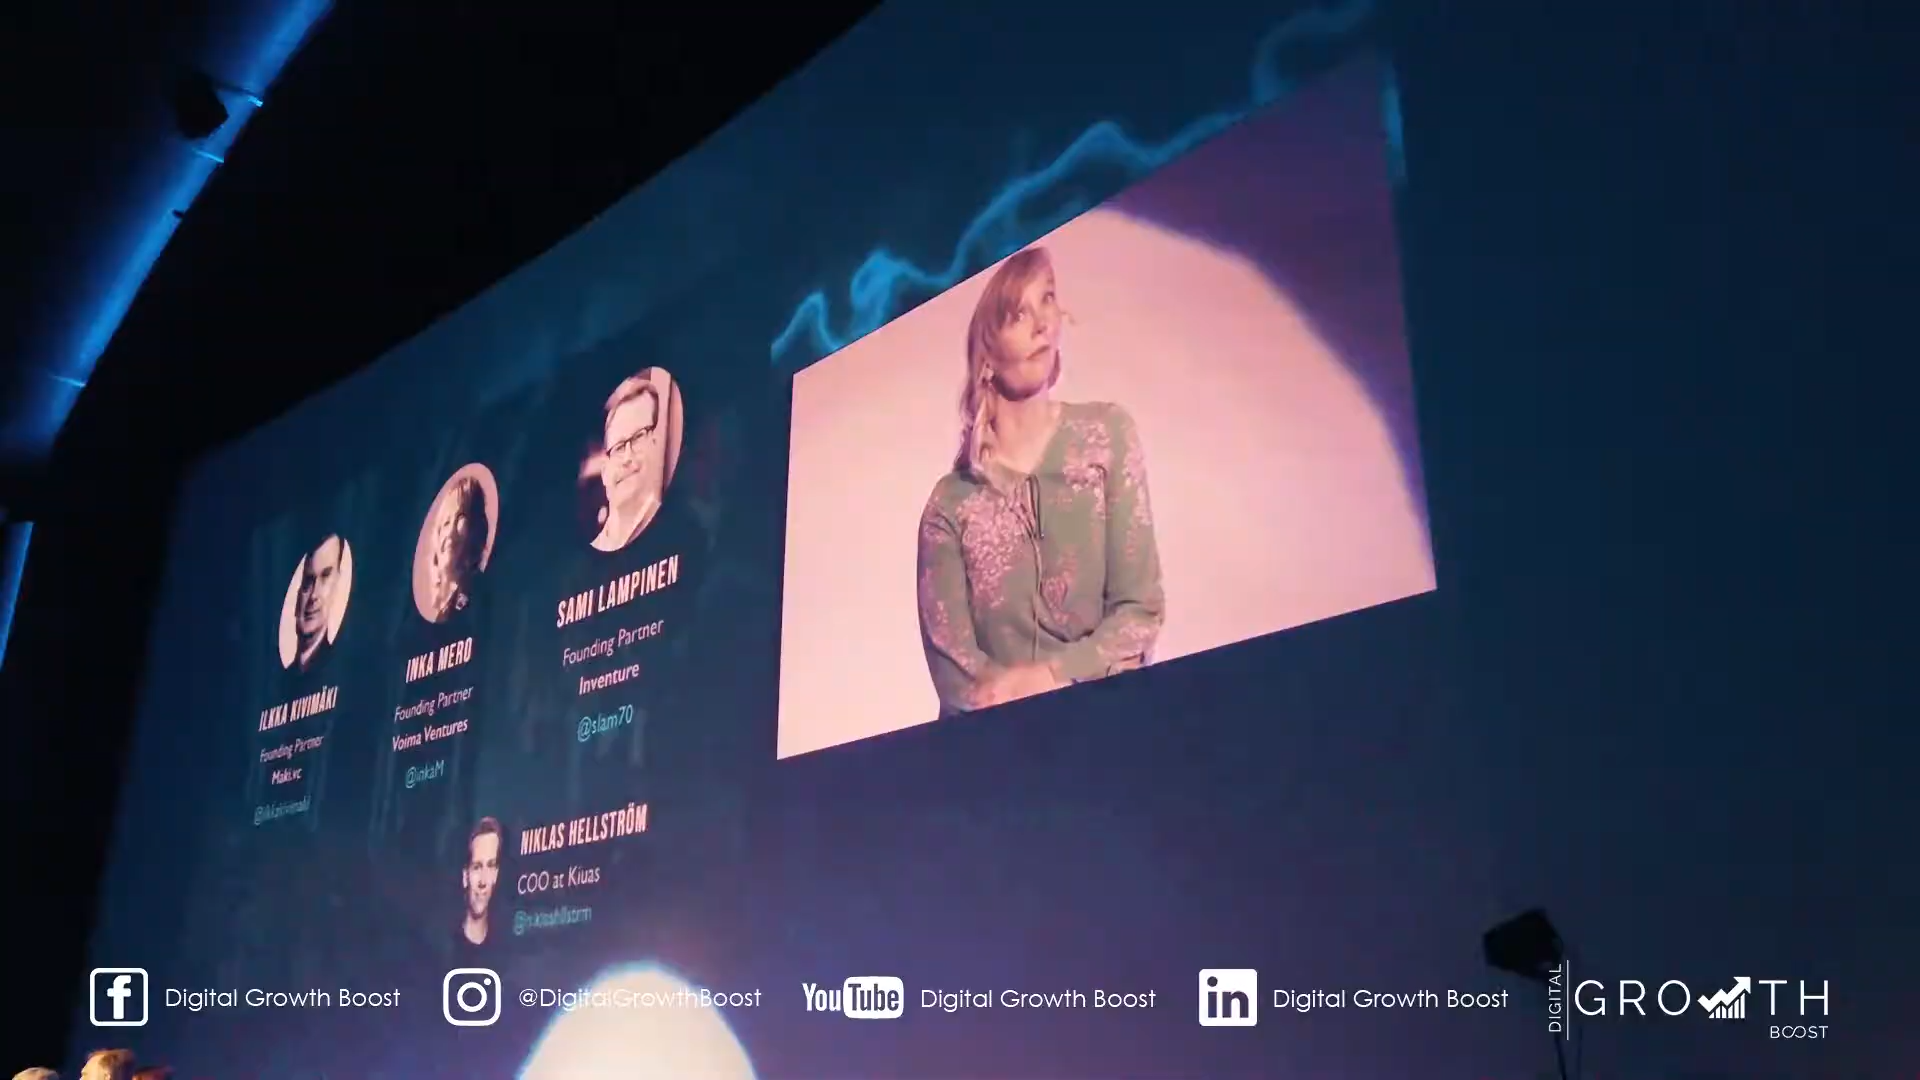 SAMI LAMPINEN
Founding Partner
Inventure
@slam70
INKA MERO
Founding Partner
Voima Ventures
@inkaM
ILKKA KIVIMÄKI
Founding Partner
Maki.vc
NIKLAS HELLSTRÖM
COO at Kiuas
Digital Growth Boost
@DigitalGrowthBoost
YouTube
Digital Growth Boost
in
Digital Growth Boost
DIGITAL
GROWTH
BOOST